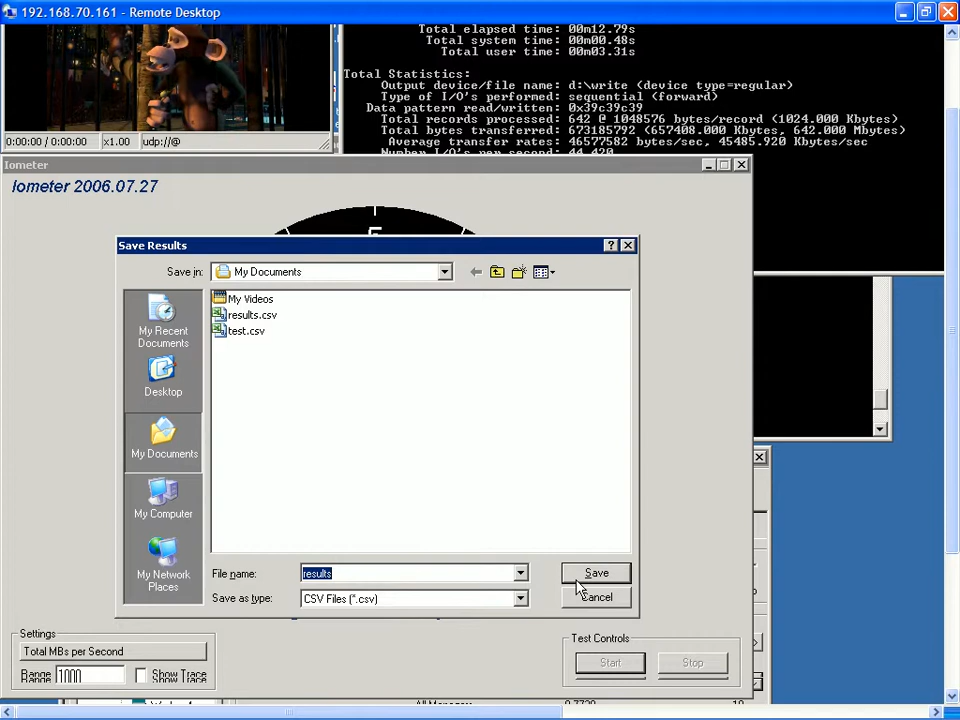 192.168.70.161 - Remote Desktop
Total elapsed time: 00m12.79s
Total system time: 00m00.48s
Total user time: 00m03.31s
Total Statistics:
Output device/file name: d:\write (device type=regular)
Type of I/O's performed: sequential (forward)
Data pattern read/written: 0x39c39c39
Total records processed: 642 @ 1048576 bytes/record (1024.000 Kbytes)
Total bytes transferred: 673185792 (657408.000 Kbytes, 642.000 Mbytes)
Average transfer rates: 46577582 bytes/sec, 45485.920 Kbytes/sec
Number I/O's per second: 44.420
0:00:00 / 0:00:00
x1.00
udp://@
Iometer
Iometer 2006.07.27
Save Results
Save in:
My Documents
My Videos
results.csv
test.csv
My Recent
Documents
Desktop
My Documents
My Computer
My Network
Places
File name:
results
Save
Save as type:
CSV Files (*.csv)
Cancel
Settings
Total MBs per Second
Range
1000
Show Trace
Test Controls
Start
Stop